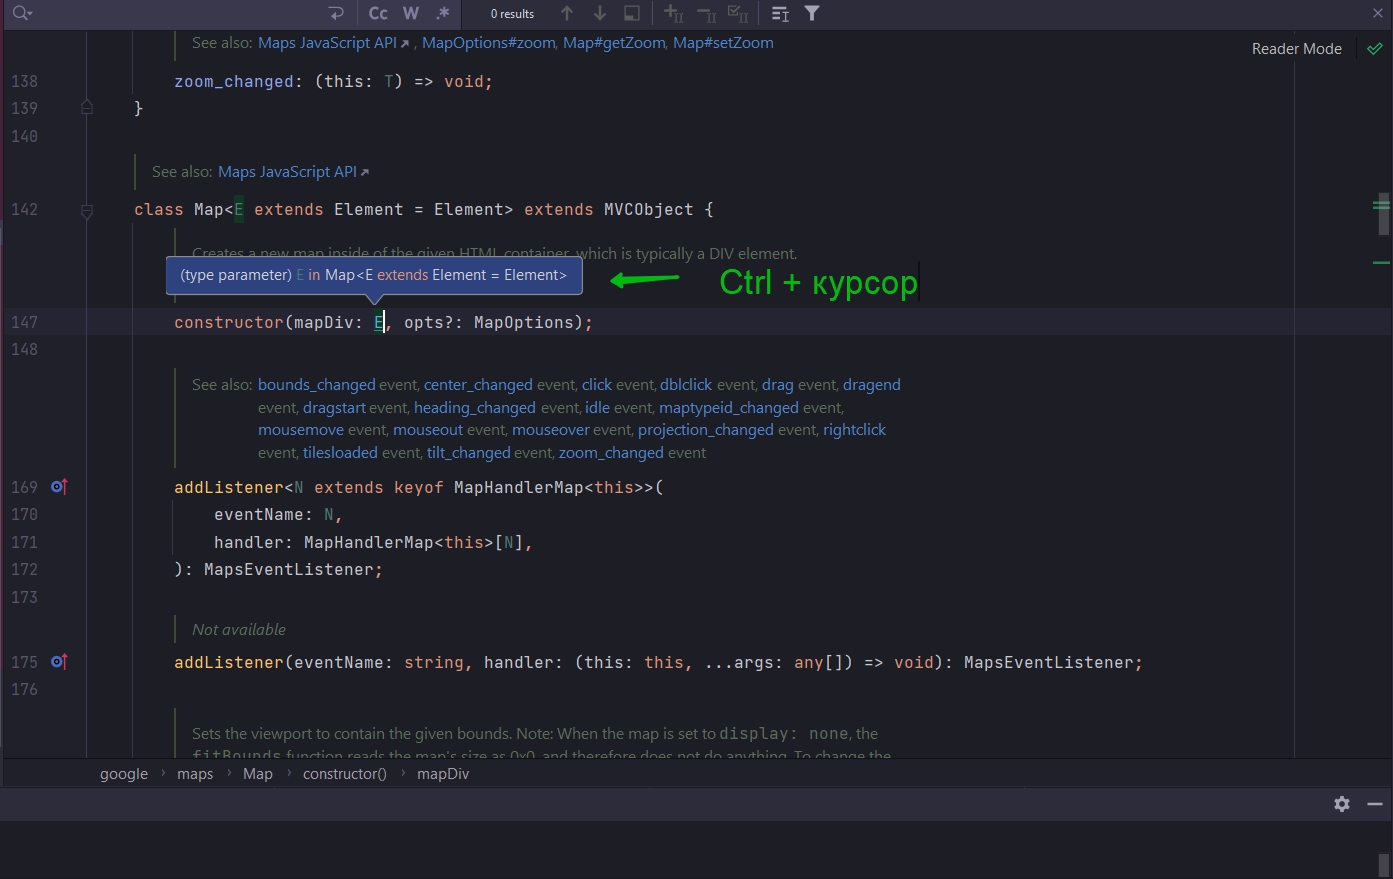 Cc W .* 0 results
See also: Maps JavaScript API↗, MapOptions#zoom, Map#getZoom, Map#setZoom
Reader Mode
138 zoom_changed: (this: T) => void;
139 }
140
See also: Maps JavaScript API↗
142 class Map<E extends Element = Element> extends MVCObject {
Creates a new map inside of the given HTML container, which is typically a DIV element.
(type parameter) E in Map<E extends Element = Element>
Ctrl + курсор
147 constructor(mapDiv: E, opts?: MapOptions);
148
See also: bounds_changed event, center_changed event, click event, dblclick event, drag event, dragend
event, dragstart event, heading_changed event, idle event, maptypeid_changed event,
mousemove event, mouseout event, mouseover event, projection_changed event, rightclick
event, tilesloaded event, tilt_changed event, zoom_changed event
169 addListener<N extends keyof MapHandlerMap<this>>(
170 eventName: N,
171 handler: MapHandlerMap<this>[N],
172 ): MapsEventListener;
173
Not available
175 addListener(eventName: string, handler: (this: this, ...args: any[]) => void): MapsEventListener;
176
Sets the viewport to contain the given bounds. Note: When the map is set to display: none, the
fitBounds function reads the map's size as 0x0, and therefore does not do anything. To change the
google › maps › Map › constructor() › mapDiv